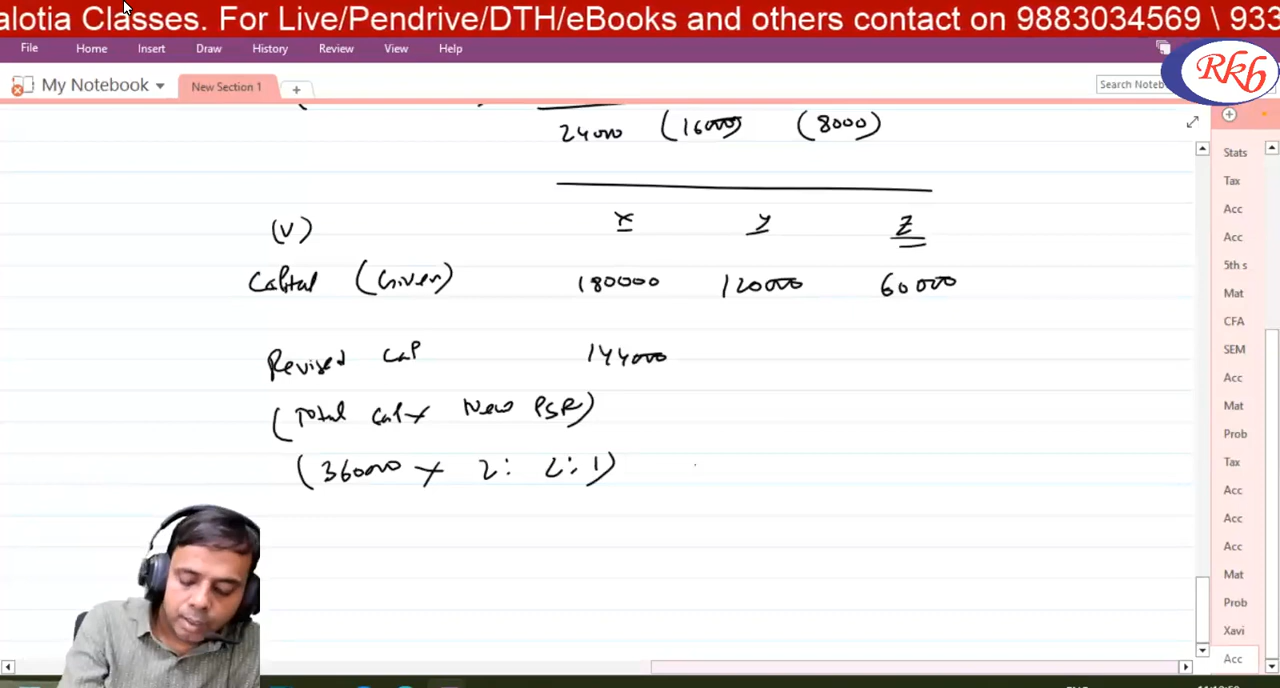 alotia Classes. For Live/Pendrive/DTH/eBooks and others contact on 9883034569 \ 933
File Home Insert Draw History Review View Help
Rkb
My Notebook New Section 1 + Search Noteb
24000 (16000) (8000)
(V) X Y Z
Capital (Given) 180000 120000 60000
Revised Cap 144000
(Total Cap x New PSR)
(360000 x 2: 2: 1)
Stats
Tax
Acc
Acc
5th s
Mat
CFA
SEM
Acc
Mat
Prob
Tax
Acc
Acc
Acc
Mat
Prob
Xavi
Acc